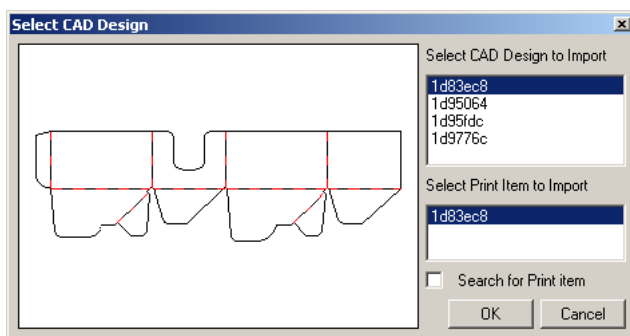 Select CAD Design
Select CAD Design to Import
1d83ec8
1d95064
1d95fdc
1d9776c
Select Print Item to Import
1d83ec8
Search for Print item
OK
Cancel